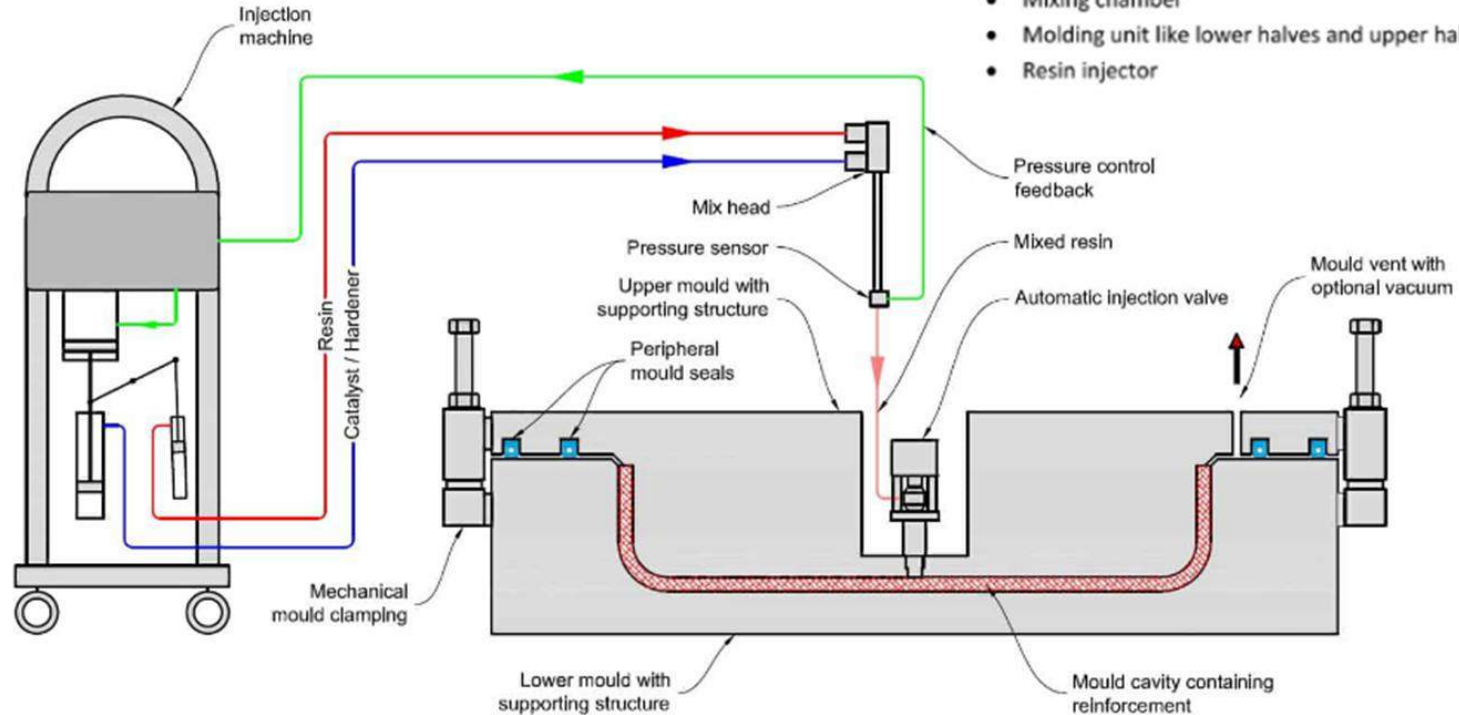 Injection
machine
• Mixing chamber
• Molding unit like lower halves and upper
• Resin injector
Pressure control
feedback
Mix head
Pressure sensor
Mixed resin
Upper mould with
supporting structure
Automatic injection valve
Mould vent with
optional vacuum
Resin
Catalyst / Hardener
Peripheral
mould seals
Mechanical
mould clamping
Lower mould with
supporting structure
Mould cavity containing
reinforcement